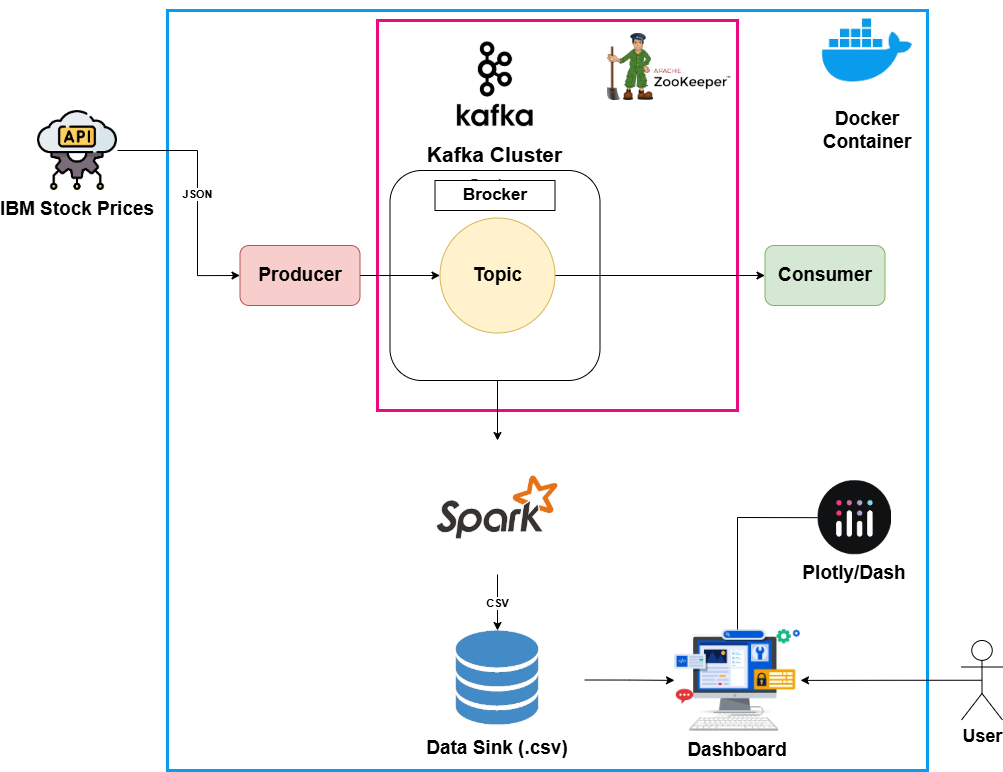 kafka
Kafka Cluster
APACHE
ZooKeeper™
Docker
Container
API
IBM Stock Prices
JSON
Brocker
Producer
Topic
Consumer
Spark
Plotly/Dash
CSV
Data Sink (.csv)
Dashboard
User